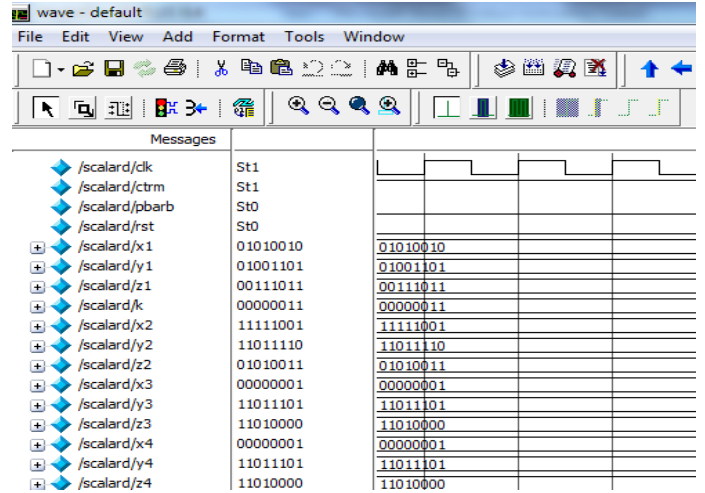 wave - default
File Edit View Add Format Tools Window
Messages
/scalard/clk St1
/scalard/ctrm St1
/scalard/pbarb St0
/scalard/rst St0
/scalard/x1 01010010 01010010
/scalard/y1 01001101 01001101
/scalard/z1 00111011 00111011
/scalard/k 00000011 00000011
/scalard/x2 11111001 11111001
/scalard/y2 11011110 11011110
/scalard/z2 01010011 01010011
/scalard/x3 00000001 00000001
/scalard/y3 11011101 11011101
/scalard/z3 11010000 11010000
/scalard/x4 00000001 00000001
/scalard/y4 11011101 11011101
/scalard/z4 11010000 11010000